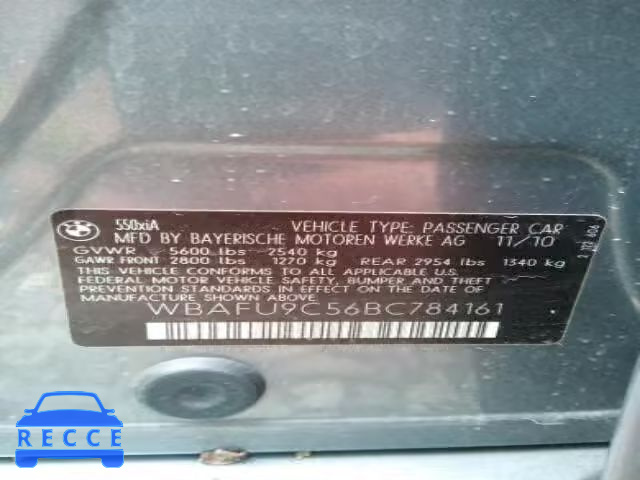 550xiA
VEHICLE TYPE: PASSENGER CAR
MFD BY BAYERISCHE MOTOREN WERKE AG 11/10
GVWR 5600 lbs 2540 kg
GAWR FRONT 2800 lbs 1270 kg REAR 2954 lbs 1340 kg
THIS VEHICLE CONFORMS TO ALL APPLICABLE U.S.
FEDERAL MOTOR VEHICLE SAFETY, BUMPER AND THEFT
PREVENTION STANDARDS IN EFFECT ON THE DATE OF
MANUFACTURE SHOWN ABOVE.
WBAFU9C56BC784161
RECCE